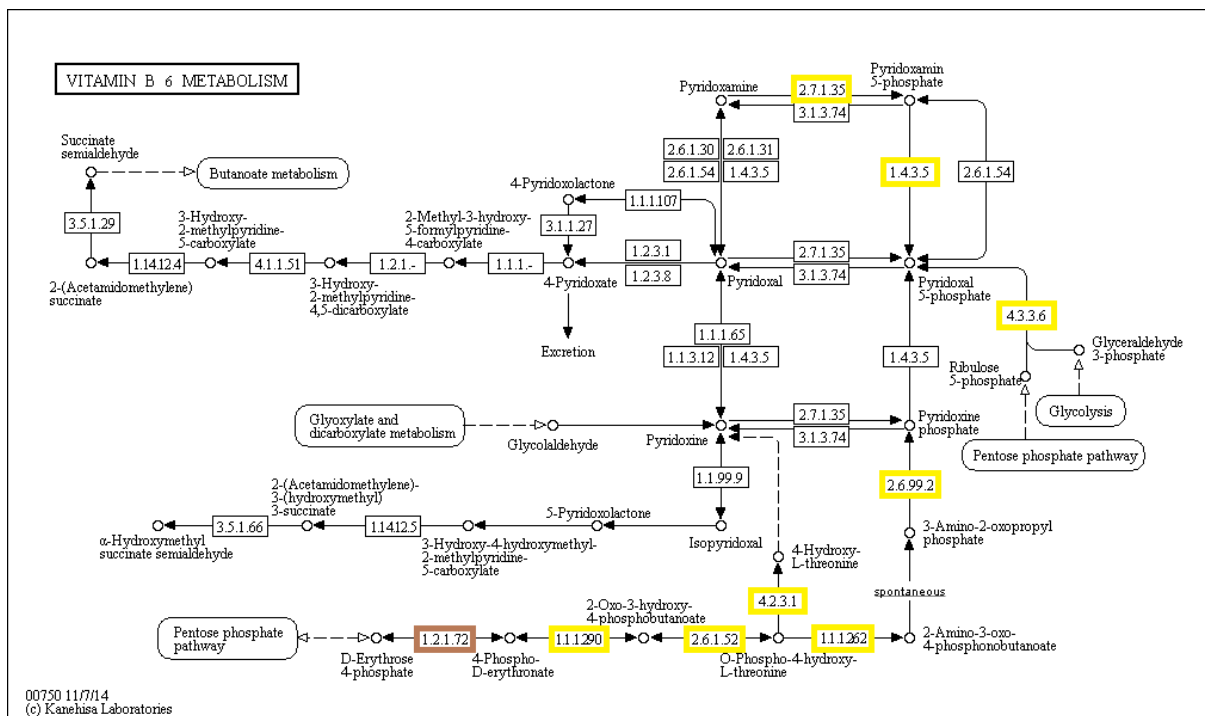 VITAMIN B 6 METABOLISM
Pyridoxamine
2.7.1.35
3.1.3.74
Pyridoxamin
5-phosphate
Succinate
semialdehyde
Butanoate metabolism
2.6.1.30
2.6.1.31
2.6.1.54
1.4.3.5
1.4.3.5
2.6.1.54
4-Pyridoxolactone
1.1.1.107
3.5.1.29
3-Hydroxy-
2-methylpyridine-
5-carboxylate
2-Methyl-3-hydroxy-
5-formylpyridine-
4-carboxylate
3.1.1.27
1.14.12.4
4.1.1.51
1.2.1.-
1.1.1.-
1.2.3.1
1.2.3.8
2.7.1.35
3.1.3.74
2-(Acetamidomethylene)
succinate
3-Hydroxy-
2-methylpyridine-
4,5-dicarboxylate
4-Pyridoxate
Pyridoxal
Pyridoxal
5-phosphate
4.3.3.6
Excretion
1.1.1.65
1.1.3.12
1.4.3.5
1.4.3.5
Glyceraldehyde
3-phosphate
Ribulose
5-phosphate
Glycolysis
Glyoxylate and
dicarboxylate metabolism
Glycolaldehyde
Pyridoxine
2.7.1.35
3.1.3.74
Pyridoxine
phosphate
Pentose phosphate pathway
1.1.99.9
2.6.99.2
2-(Acetamidomethylene)-
3-(hydroxymethyl)
3-succinate
5-Pyridoxolactone
3.5.1.66
1.14.12.5
α-Hydroxymethyl
succinate semialdehyde
3-Hydroxy-4-hydroxymethyl-
2-methylpyridine-
5-carboxylate
Isopyridoxal
3-Amino-2-oxopropyl
phosphate
4-Hydroxy-
L-threonine
spontaneous
4.2.3.1
2-Oxo-3-hydroxy-
4-phosphobutanoate
Pentose phosphate
pathway
1.2.1.72
1.1.1.290
2.6.1.52
1.1.1.262
D-Erythrose
4-phosphate
4-Phospho-
D-erythronate
O-Phospho-4-hydroxy-
L-threonine
2-Amino-3-oxo-
4-phosphonobutanoate
00750 11/7/14
(c) Kanehisa Laboratories